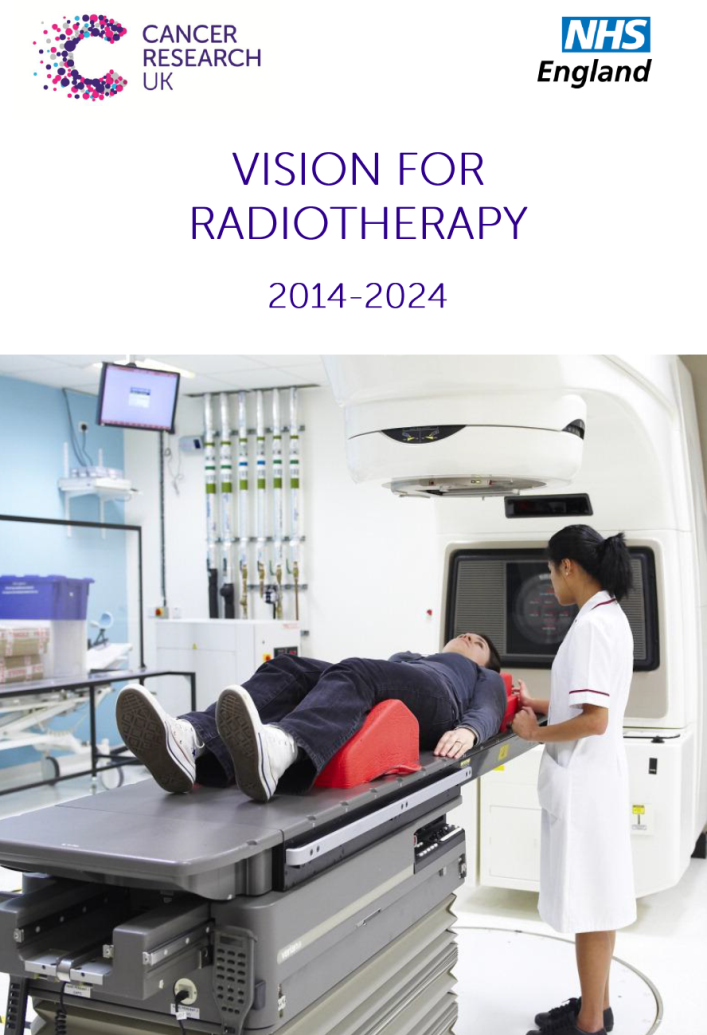 CANCER
RESEARCH
UK
NHS
England
VISION FOR
RADIOTHERAPY
2014-2024